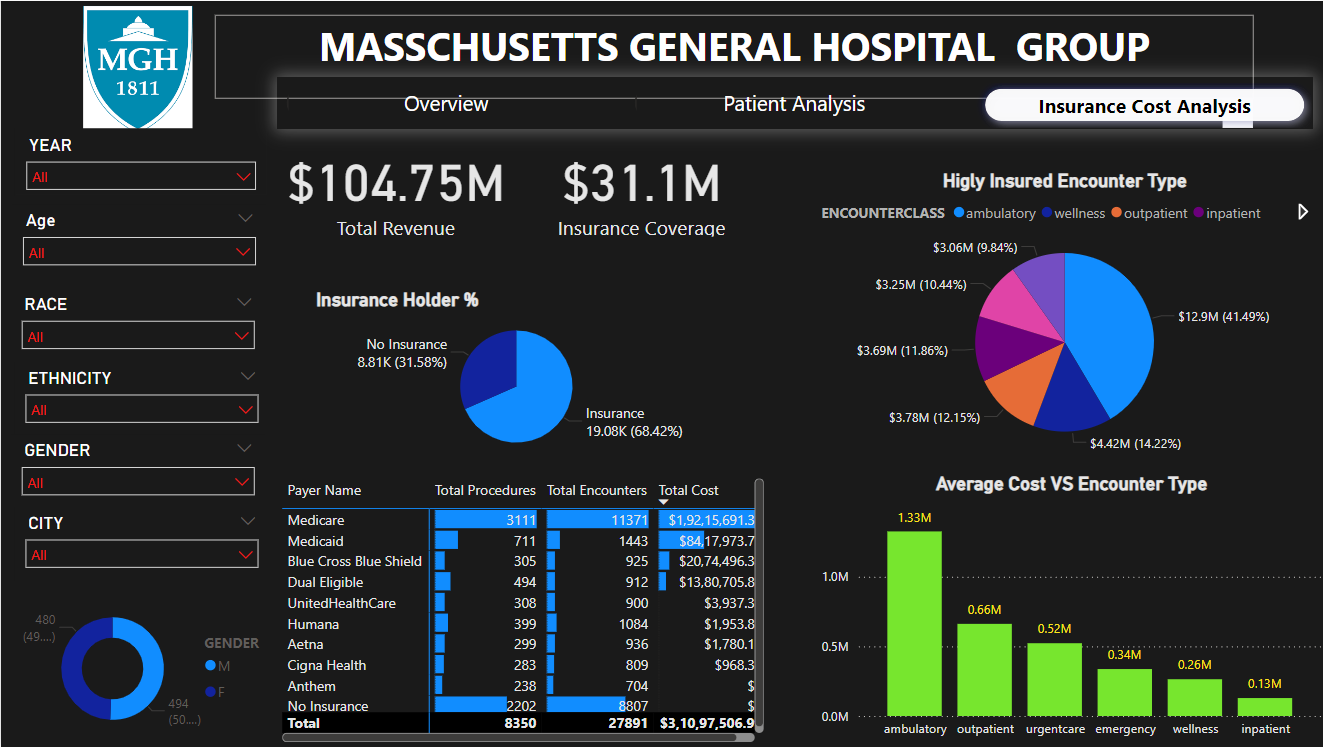 MGH
1811
MASSCHUSETTS GENERAL HOSPITAL  GROUP
Overview
Patient Analysis
Insurance Cost Analysis
YEAR
All
Age
All
RACE
All
ETHNICITY
All
GENDER
All
CITY
All
480
(49....)
494
(50....)
GENDER
M
F
$104.75M
Total Revenue
$31.1M
Insurance Coverage
Insurance Holder %
No Insurance
8.81K (31.58%)
Insurance
19.08K (68.42%)
Payer Name Total Procedures Total Encounters Total Cost
Medicare 3111 11371 $1,92,15,691.3
Medicaid 711 1443 $84,17,973.7
Blue Cross Blue Shield 305 925 $20,74,496.3
Dual Eligible 494 912 $13,80,705.8
UnitedHealthCare 308 900 $3,937.3
Humana 399 1084 $1,953.8
Aetna 299 936 $1,780.1
Cigna Health 283 809 $968.3
Anthem 238 704 $
No Insurance 2202 8807 $
Total 8350 27891 $3,10,97,506.9
Higly Insured Encounter Type
ENCOUNTERCLASS ambulatory wellness outpatient inpatient
$3.06M (9.84%)
$3.25M (10.44%)
$12.9M (41.49%)
$3.69M (11.86%)
$3.78M (12.15%)
$4.42M (14.22%)
Average Cost VS Encounter Type
1.33M
1.0M
0.66M
0.52M
0.5M
0.34M
0.26M
0.13M
0.0M
ambulatory outpatient urgentcare emergency wellness inpatient